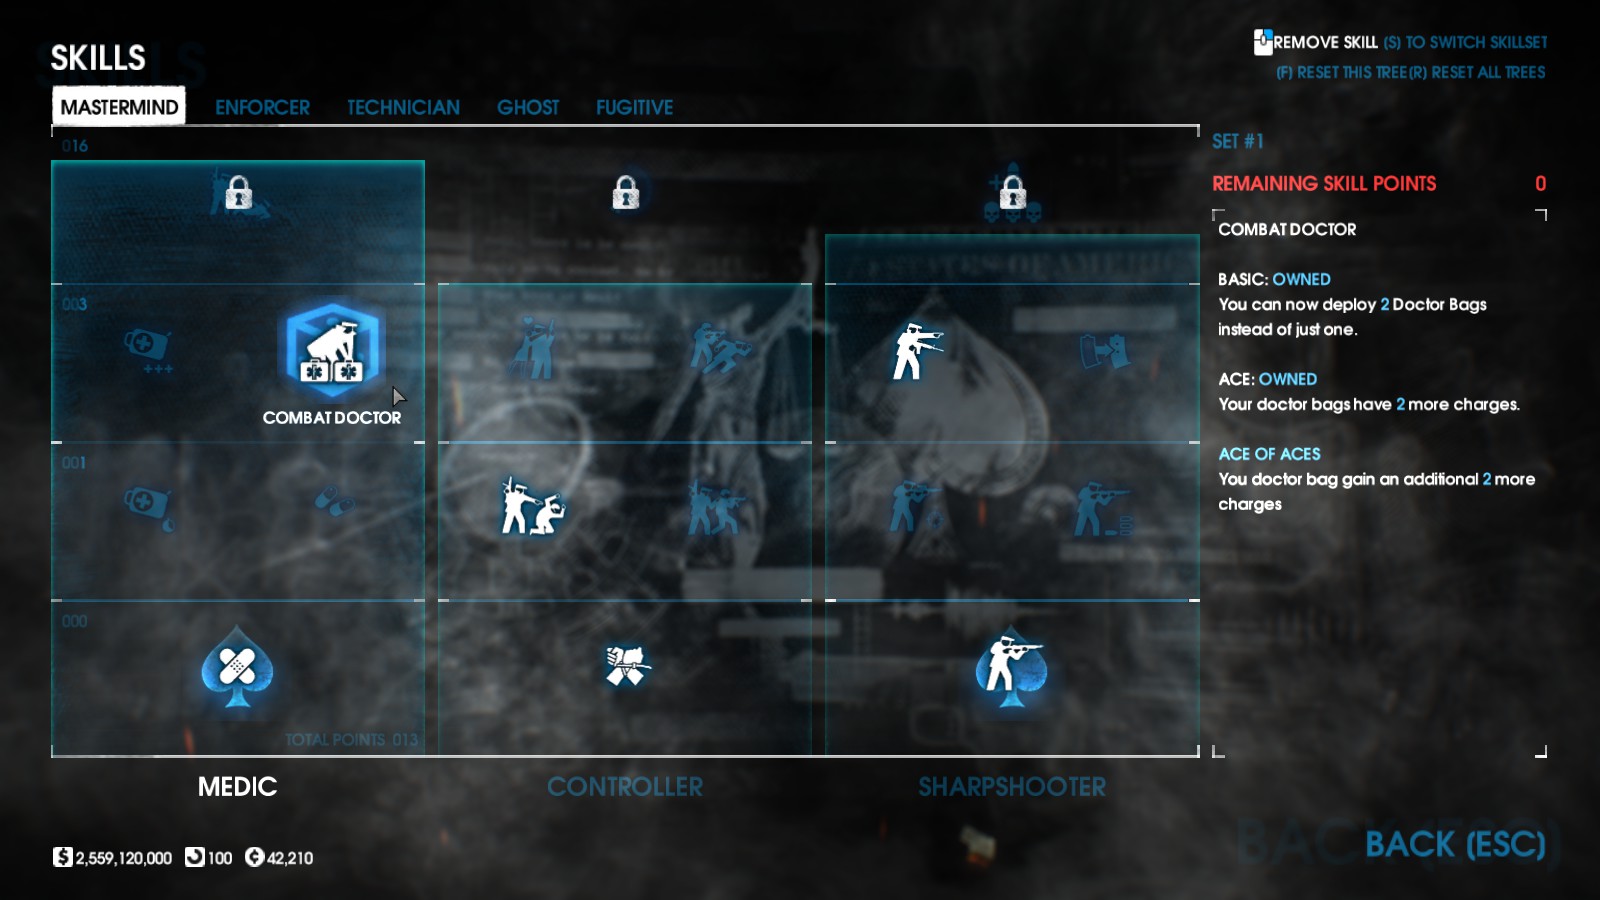 SKILLS
REMOVE SKILL (S) TO SWITCH SKILLSET
(F) RESET THIS TREE(R) RESET ALL TREES
MASTERMIND ENFORCER TECHNICIAN GHOST FUGITIVE
016
SET #1
REMAINING SKILL POINTS 0
COMBAT DOCTOR
BASIC: OWNED
You can now deploy 2 Doctor Bags
instead of just one.
ACE: OWNED
Your doctor bags have 2 more charges.
ACE OF ACES
You doctor bag gain an additional 2 more
charges
003
COMBAT DOCTOR
001
000
TOTAL POINTS 013
MEDIC CONTROLLER SHARPSHOOTER
2,559,120,000 100 42,210
BACK (ESC)